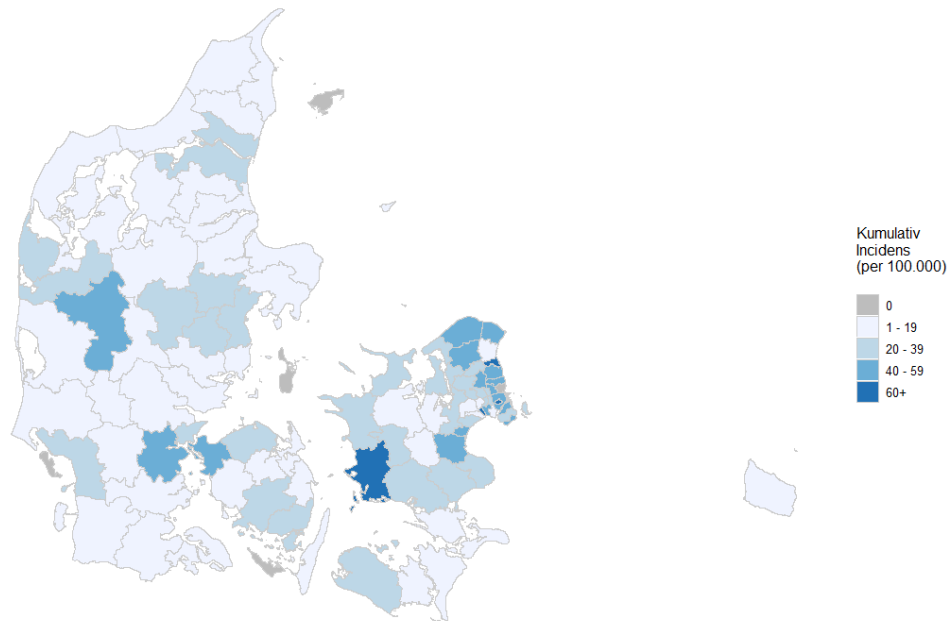 Kumulativ
Incidens
(per 100.000)
0
1 - 19
20 - 39
40 - 59
60+